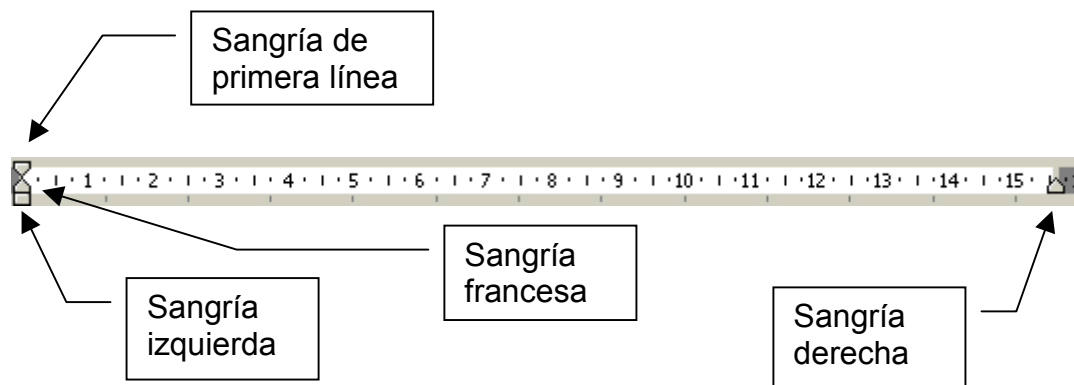 Sangría de
primera línea
1 2 3 4 5 6 7 8 9 10 11 12 13 14 15
Sangría
francesa
Sangría
izquierda
Sangría
derecha